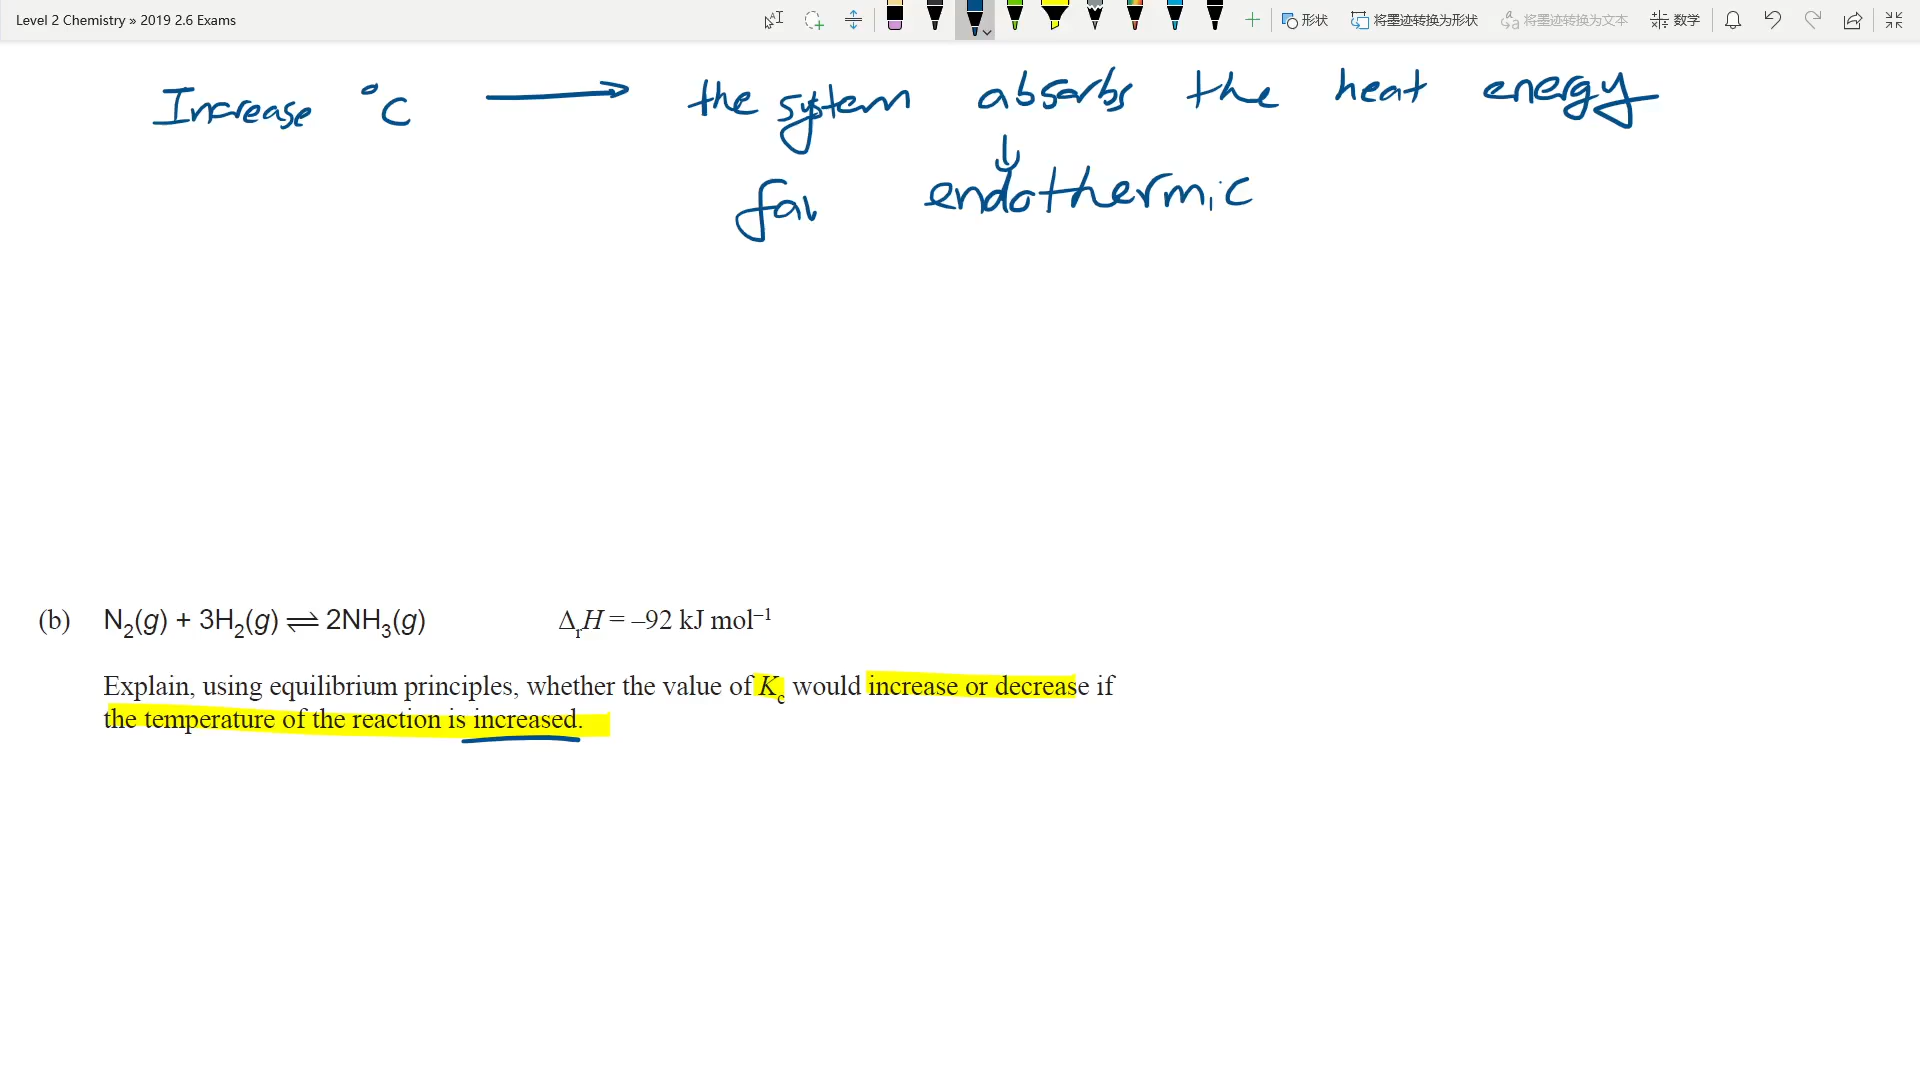 Level 2 Chemistry » 2019 2.6 Exams
形状 将墨迹转换为形状 将墨迹转换为文本 数学
Increase °C ⟶ the system absorbs the heat energy
↓
fav endothermic
(b) N₂(g) + 3H₂(g) ⇌ 2NH₃(g) ΔᵣH = –92 kJ mol⁻¹
Explain, using equilibrium principles, whether the value of Kc would increase or decrease if
the temperature of the reaction is increased.